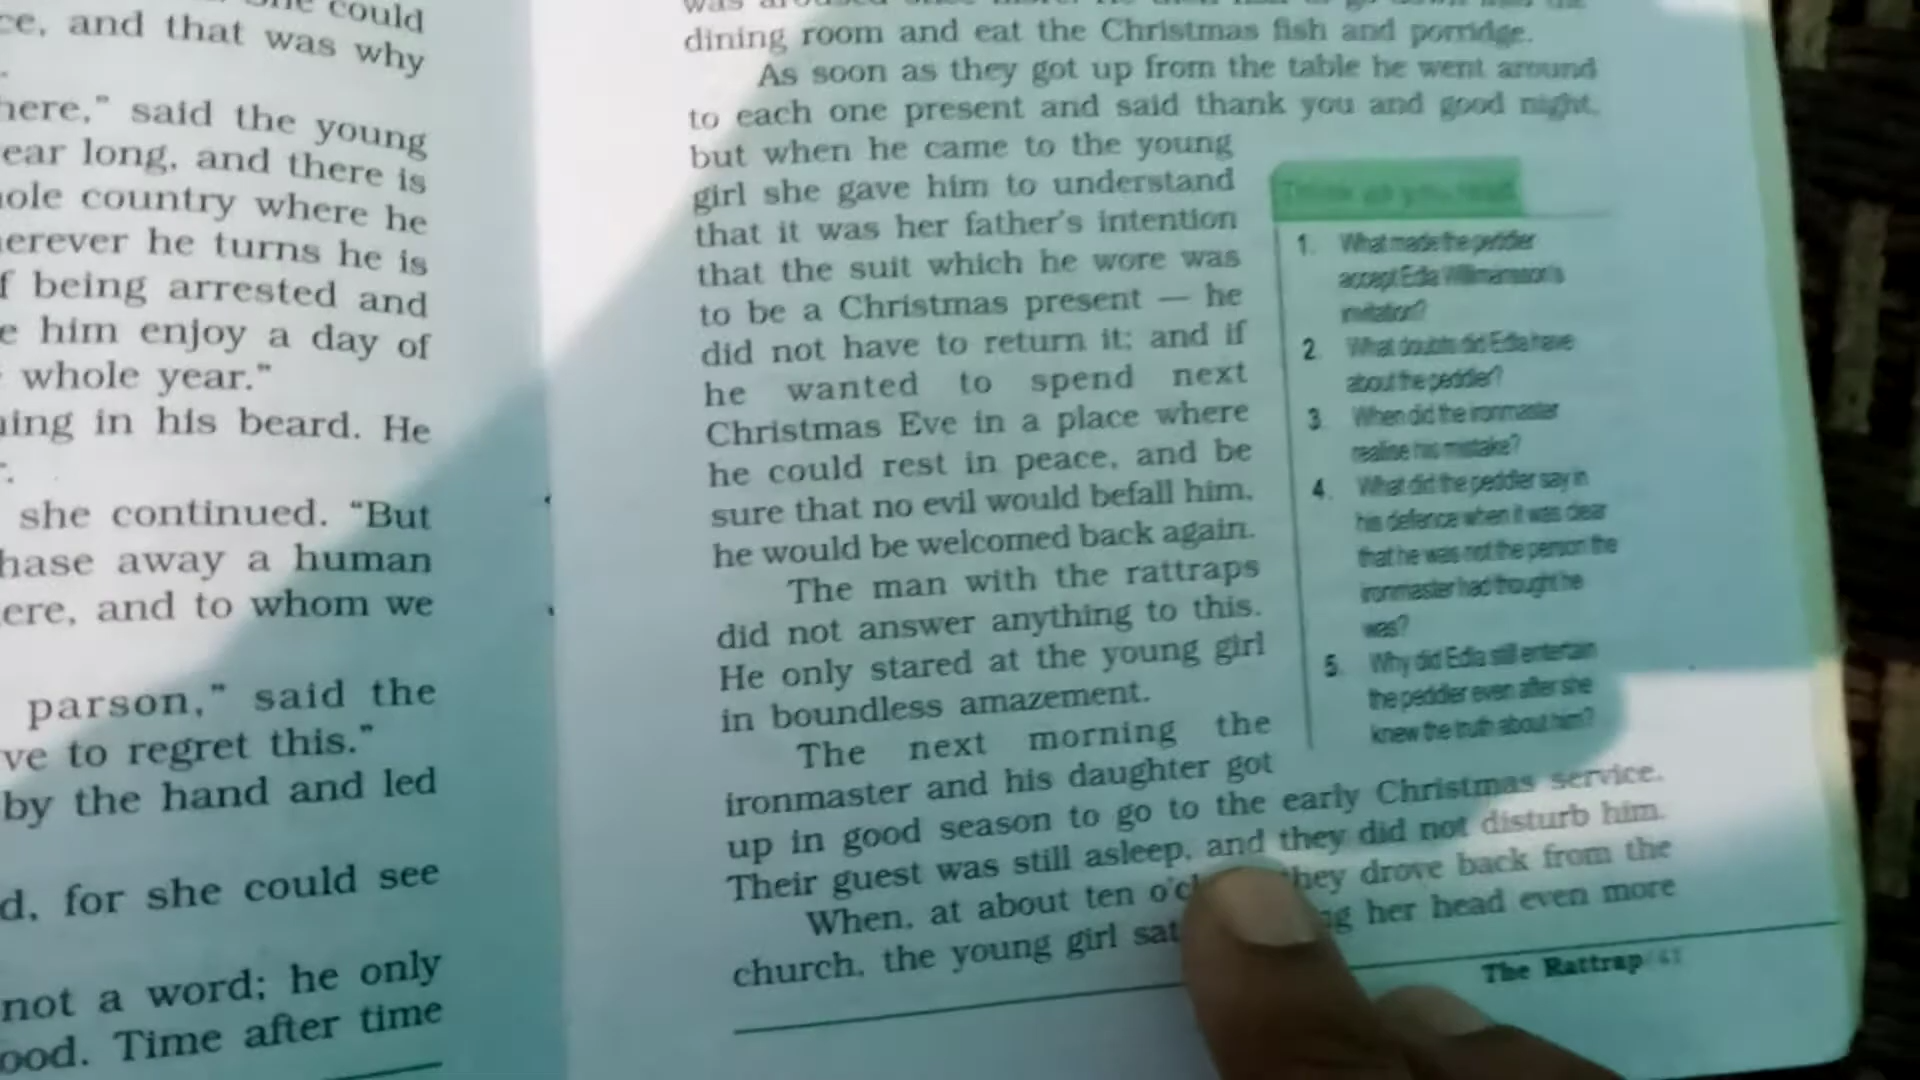 She could
ce, and that was why
here," said the young
ear long, and there is
ole country where he
erever he turns he is
f being arrested and
e him enjoy a day of
whole year."
ing in his beard. He
she continued. "But
hase away a human
ere, and to whom we
parson," said the
ve to regret this."
by the hand and led
d, for she could see
not a word; he only
ood. Time after time
dining room and eat the Christmas fish and porridge.
As soon as they got up from the table he went around
to each one present and said thank you and good night,
but when he came to the young
girl she gave him to understand
that it was her father's intention
that the suit which he wore was
to be a Christmas present — he
did not have to return it; and if
he wanted to spend next
Christmas Eve in a place where
he could rest in peace, and be
sure that no evil would befall him,
he would be welcomed back again.
The man with the rattraps
did not answer anything to this.
He only stared at the young girl
in boundless amazement.
The next morning the
ironmaster and his daughter got
up in good season to go to the early Christmas service.
Their guest was still asleep, and they did not disturb him.
When, at about ten they drove back from the
church, the young girl sat her head even more
Think as you read
1. What made the peddler
accept Edla Willmansson's
invitation?
2. What doubts did Edla have
about the peddler?
3. When did the ironmaster
realise his mistake?
4. What did the peddler say in
his defence when it was clear
that he was not the person the
ironmaster had thought he
was?
5. Why did Edla still entertain
the peddler even after she
knew the truth about him?
The Rattrap